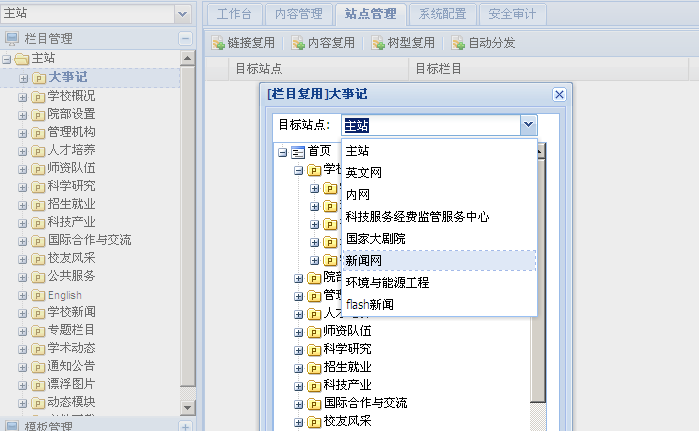 主站
工作台 内容管理 站点管理 系统配置 安全审计
栏目管理
链接复用 内容复用 树型复用 自动分发
目标站点 目标栏目
主站
大事记
学校概况
院部设置
管理机构
人才培养
师资队伍
科学研究
招生就业
科技产业
国际合作与交流
校友风采
公共服务
English
学校新闻
专题栏目
学术动态
通知公告
漂浮图片
动态模块
模板管理
[栏目复用]大事记
目标站点: 主站
主站
英文网
内网
科技服务经费监管服务中心
国家大剧院
新闻网
环境与能源工程
flash新闻
首页
学校
院部
管理
师资队伍
科学研究
招生就业
科技产业
国际合作与交流
校友风采